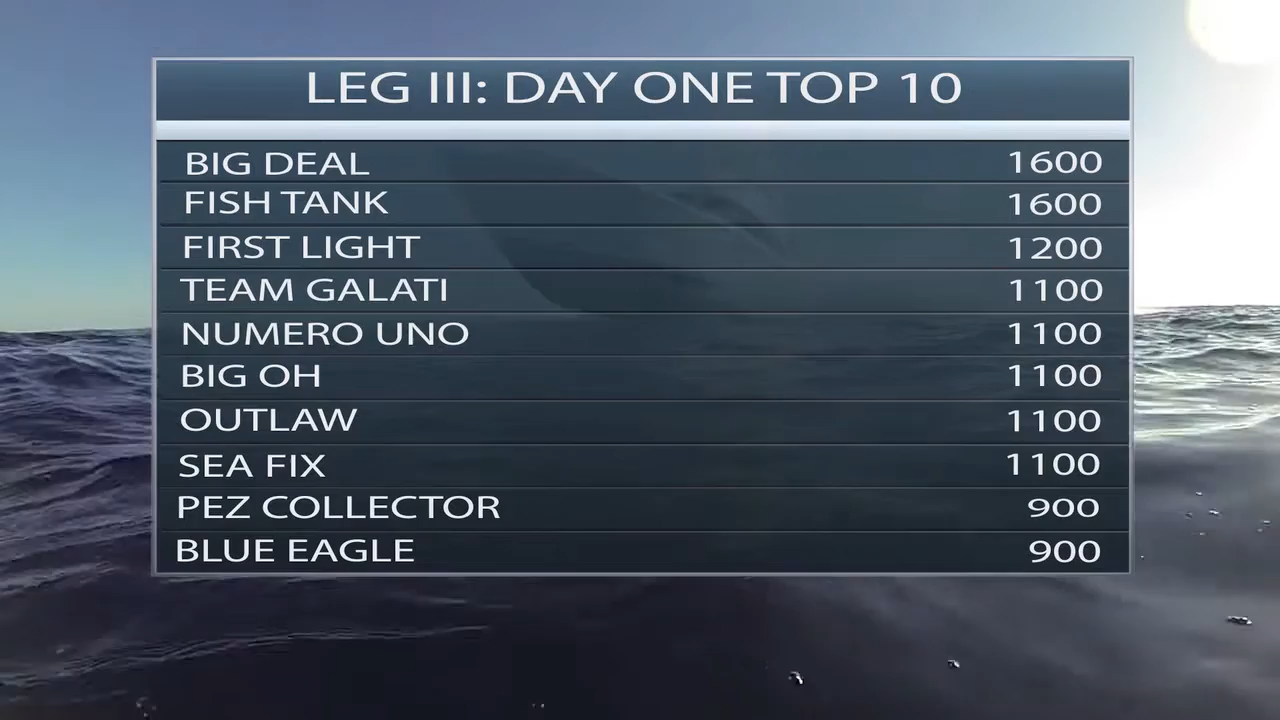 LEG III: DAY ONE TOP 10
BIG DEAL 1600
FISH TANK 1600
FIRST LIGHT 1200
TEAM GALATI 1100
NUMERO UNO 1100
BIG OH 1100
OUTLAW 1100
SEA FIX 1100
PEZ COLLECTOR 900
BLUE EAGLE 900